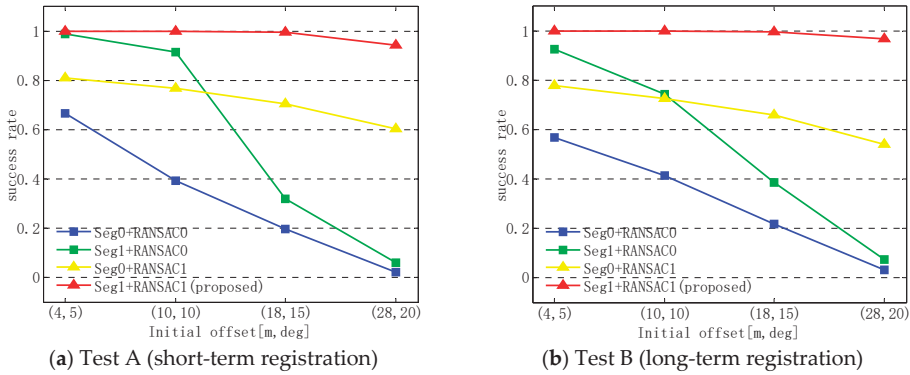 1
0.8
0.6
0.4
0.2
0
success rate
Seg0+RANSAC0
Seg1+RANSAC0
Seg0+RANSAC1
Seg1+RANSAC1(proposed)
(4,5)
(10,10)
(18,15)
(28,20)
Initial offset[m,deg]
(a) Test A (short-term registration)
1
0.8
0.6
0.4
0.2
0
success rate
Seg0+RANSAC0
Seg1+RANSAC0
Seg0+RANSAC1
Seg1+RANSAC1(proposed)
(4,5)
(10,10)
(18,15)
(28,20)
Initial offset[m,deg]
(b) Test B (long-term registration)